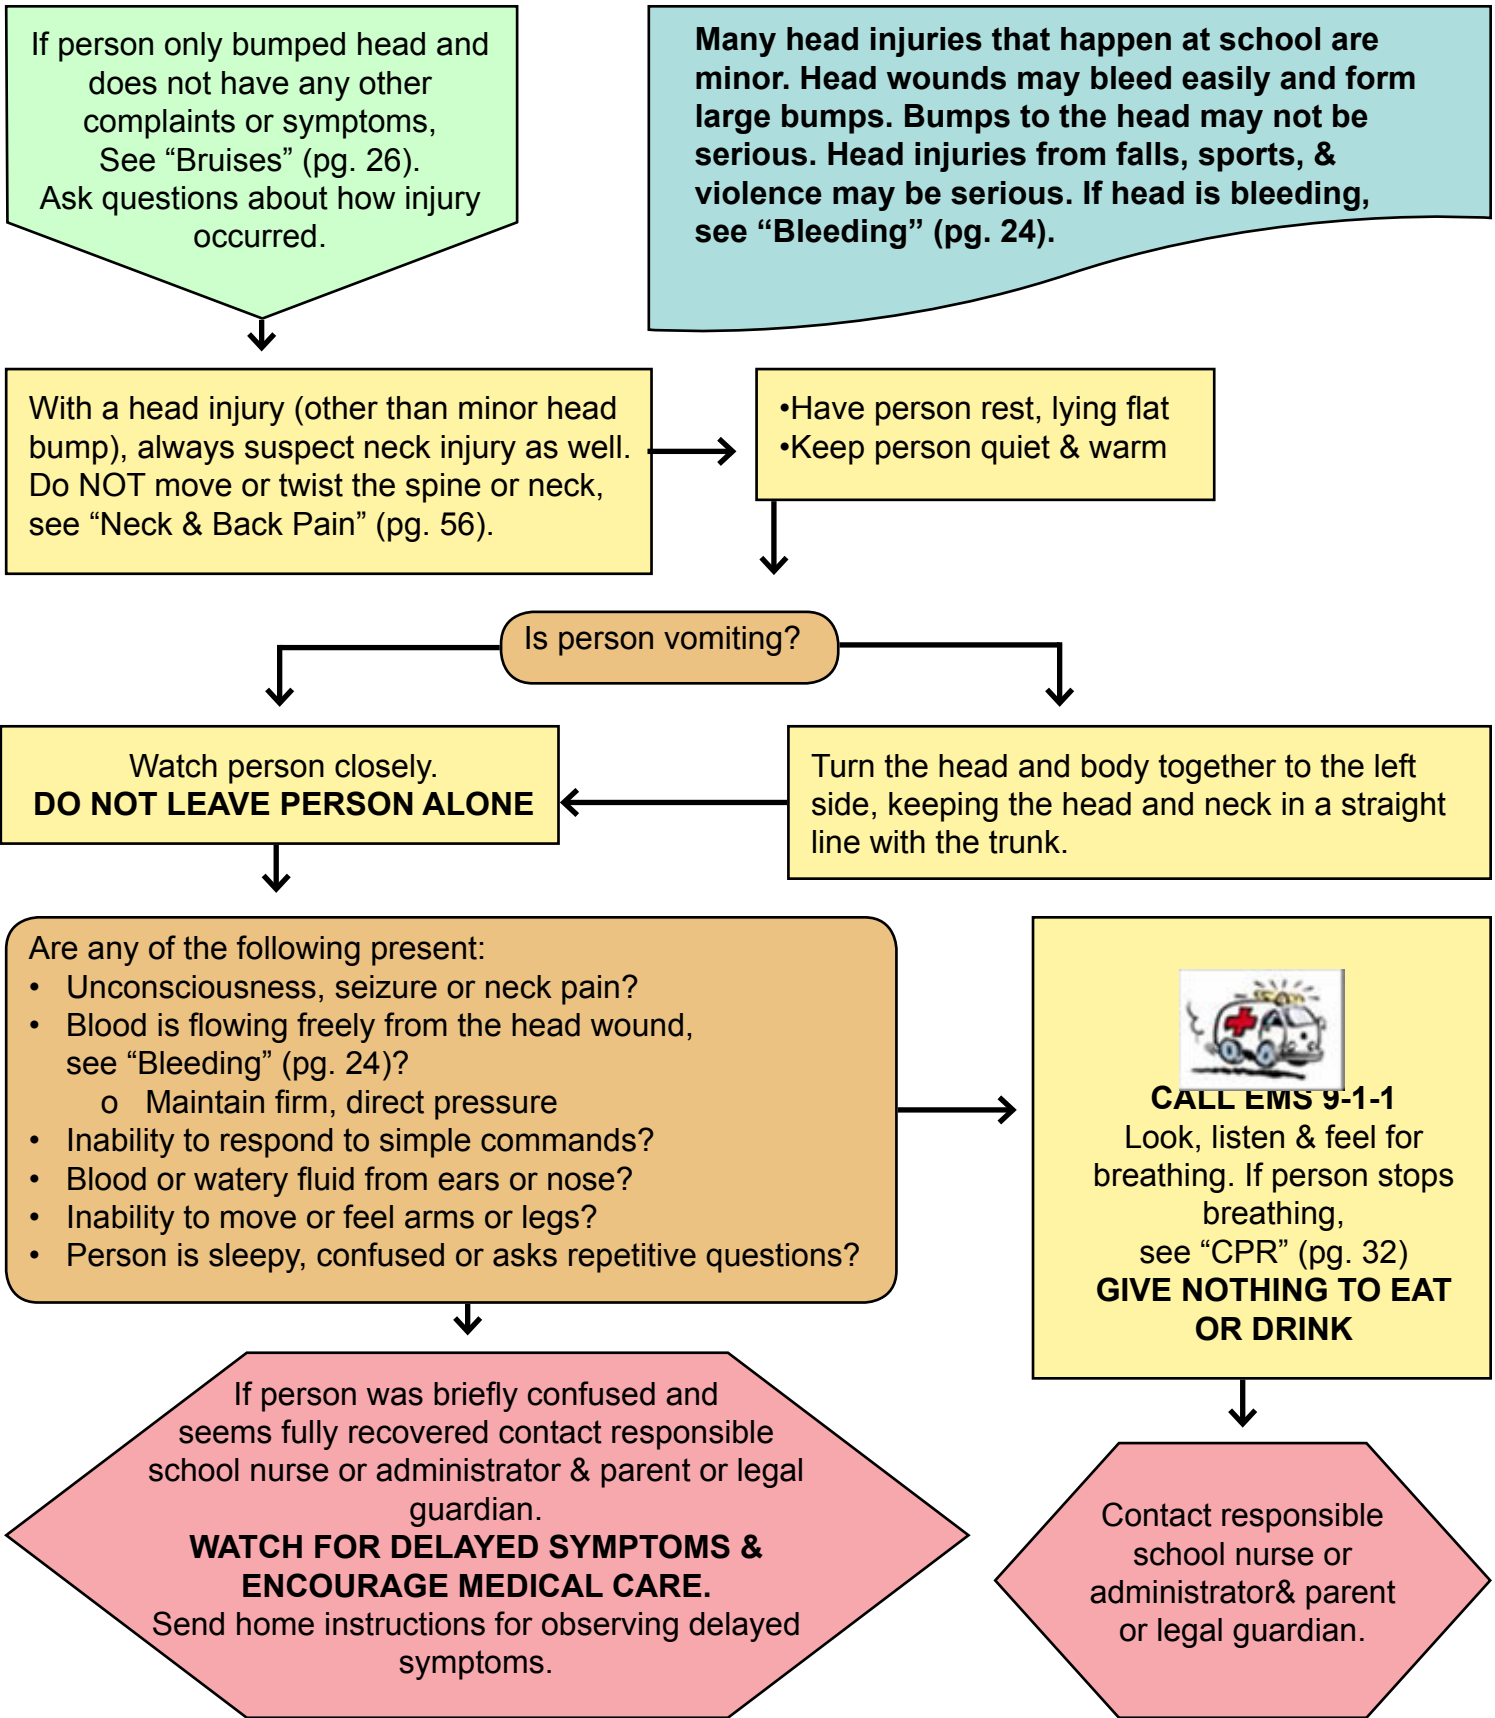 If person only bumped head and
does not have any other
complaints or symptoms,
See “Bruises” (pg. 26).
Ask questions about how injury
occurred.
Many head injuries that happen at school are
minor. Head wounds may bleed easily and form
large bumps. Bumps to the head may not be
serious. Head injuries from falls, sports, &
violence may be serious. If head is bleeding,
see “Bleeding” (pg. 24).
With a head injury (other than minor head
bump), always suspect neck injury as well.
Do NOT move or twist the spine or neck,
see “Neck & Back Pain” (pg. 56).
•Have person rest, lying flat
•Keep person quiet & warm
Is person vomiting?
Watch person closely.
DO NOT LEAVE PERSON ALONE
Turn the head and body together to the left
side, keeping the head and neck in a straight
line with the trunk.
Are any of the following present:
• Unconsciousness, seizure or neck pain?
• Blood is flowing freely from the head wound,
see “Bleeding” (pg. 24)?
o Maintain firm, direct pressure
• Inability to respond to simple commands?
• Blood or watery fluid from ears or nose?
• Inability to move or feel arms or legs?
• Person is sleepy, confused or asks repetitive questions?
CALL EMS 9-1-1
Look, listen & feel for
breathing. If person stops
breathing,
see “CPR” (pg. 32)
GIVE NOTHING TO EAT
OR DRINK
If person was briefly confused and
seems fully recovered contact responsible
school nurse or administrator & parent or legal
guardian.
WATCH FOR DELAYED SYMPTOMS &
ENCOURAGE MEDICAL CARE.
Send home instructions for observing delayed
symptoms.
Contact responsible
school nurse or
administrator& parent
or legal guardian.